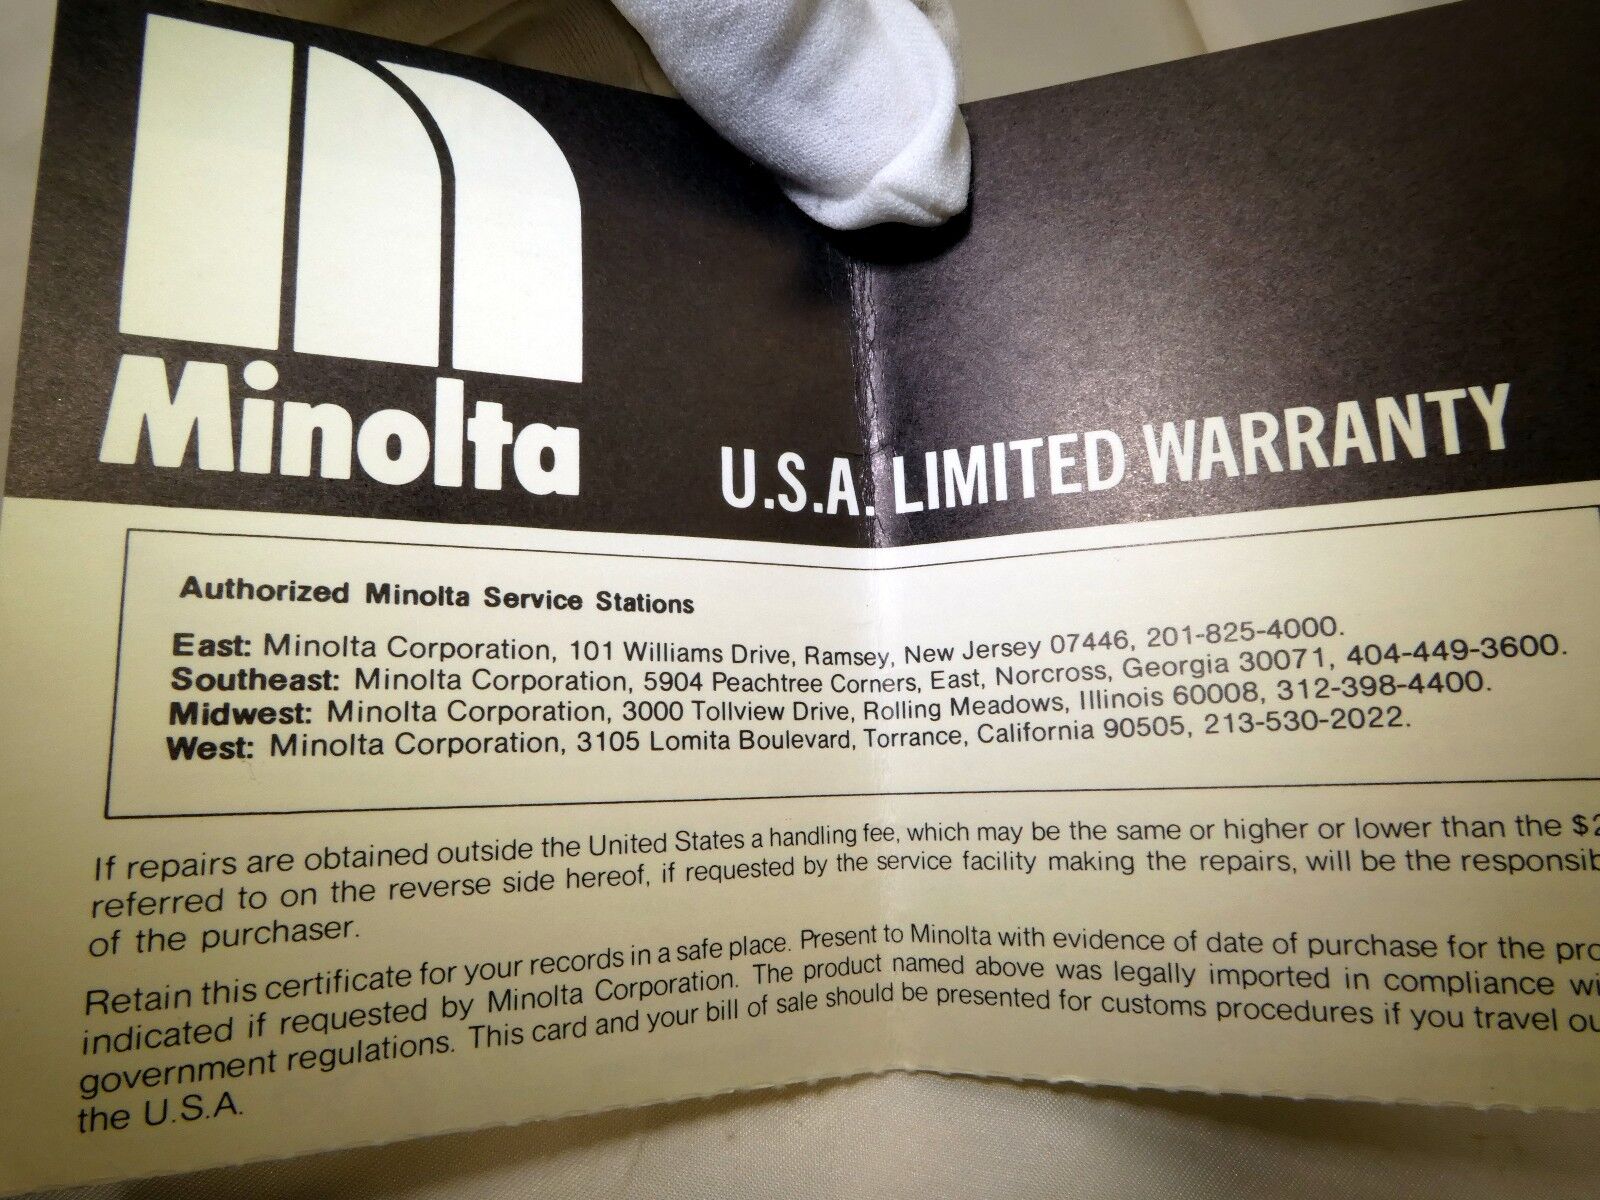 Minolta
U.S.A. LIMITED WARRANTY
Authorized Minolta Service Stations
East: Minolta Corporation, 101 Williams Drive, Ramsey, New Jersey 07446, 201-825-4000.
Southeast: Minolta Corporation, 5904 Peachtree Corners, East, Norcross, Georgia 30071, 404-449-3600.
Midwest: Minolta Corporation, 3000 Tollview Drive, Rolling Meadows, Illinois 60008, 312-398-4400.
West: Minolta Corporation, 3105 Lomita Boulevard, Torrance, California 90505, 213-530-2022.
If repairs are obtained outside the United States a handling fee, which may be the same or higher or lower than the
referred to on the reverse side hereof, if requested by the service facility making the repairs, will be the
of the purchaser.
Retain this certificate for your records in a safe place. Present to Minolta with evidence of date of purchase for the
indicated if requested by Minolta Corporation. The product named above was legally imported in compliance
government regulations. This card and your bill of sale should be presented for customs procedures if you travel
the U.S.A.